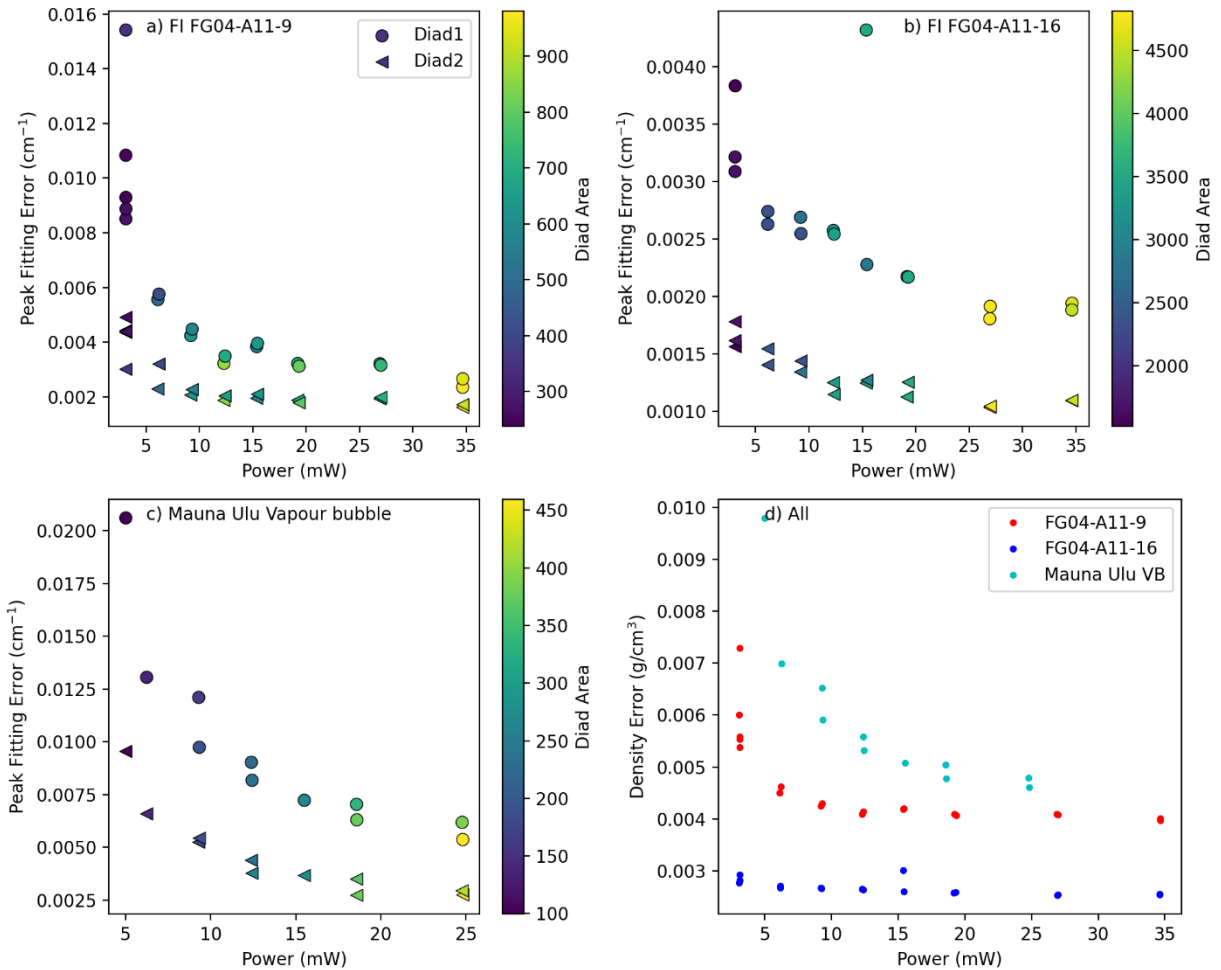 a) FI FG04-A11-9
Diad1
Diad2
0.016
0.014
0.012
0.010
0.008
0.006
0.004
0.002
Peak Fitting Error (cm⁻¹)
5 10 15 20 25 30 35
Power (mW)
900
800
700
600
500
400
300
Diad Area
b) FI FG04-A11-16
0.0040
0.0035
0.0030
0.0025
0.0020
0.0015
0.0010
Peak Fitting Error (cm⁻¹)
5 10 15 20 25 30 35
Power (mW)
4500
4000
3500
3000
2500
2000
Diad Area
c) Mauna Ulu Vapour bubble
0.0200
0.0175
0.0150
0.0125
0.0100
0.0075
0.0050
0.0025
Peak Fitting Error (cm⁻¹)
5 10 15 20 25
Power (mW)
450
400
350
300
250
200
150
100
Diad Area
d) All
FG04-A11-9
FG04-A11-16
Mauna Ulu VB
0.010
0.009
0.008
0.007
0.006
0.005
0.004
0.003
Density Error (g/cm³)
5 10 15 20 25 30 35
Power (mW)